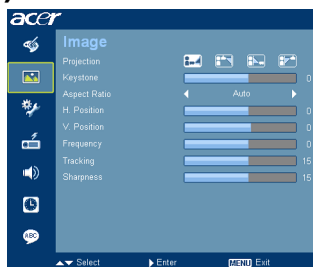 acer
Image
Projection
Keystone 0
Aspect Ratio Auto
H. Position 0
V. Position 0
Frequency 0
Tracking 15
Sharpness 15
ABC
Select Enter MENU Exit